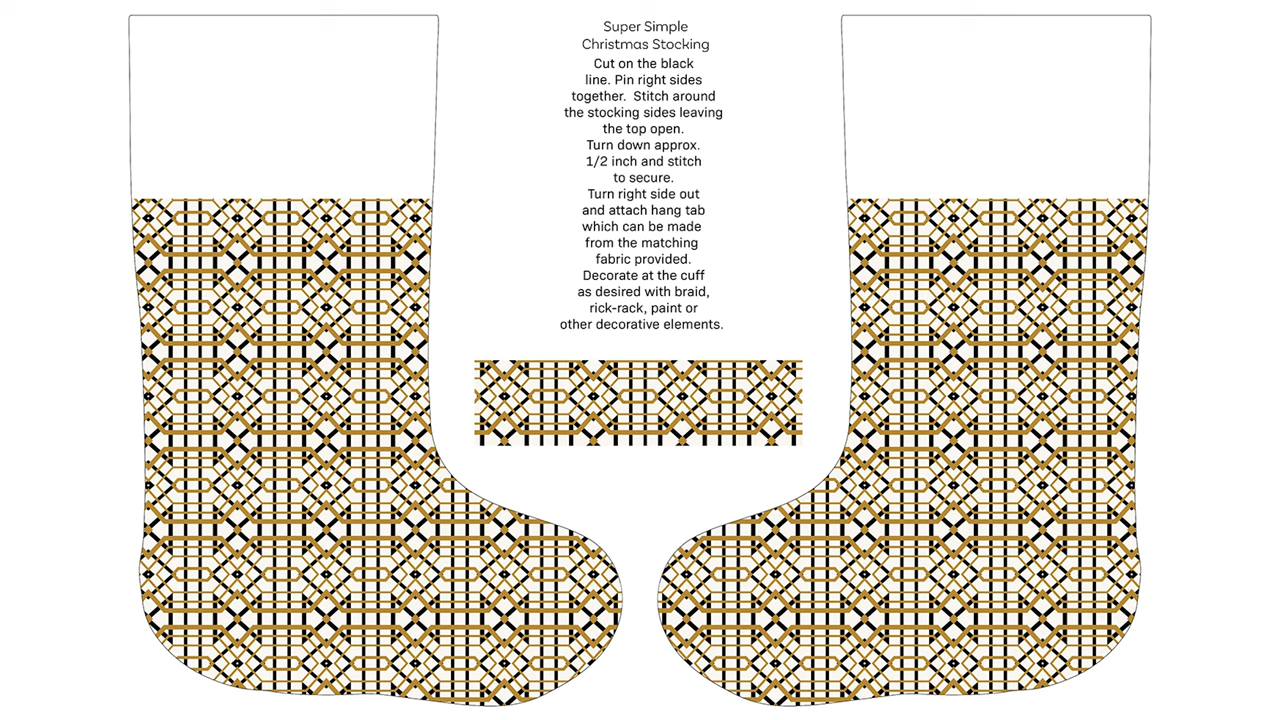 Super Simple
Christmas Stocking
Cut on the black
line. Pin right sides
together.  Stitch around
the stocking sides leaving
the top open.
Turn down approx.
1/2 inch and stitch
to secure.
Turn right side out
and attach hang tab
which can be made
from the matching
fabric provided.
Decorate at the cuff
as desired with braid,
rick-rack, paint or
other decorative elements.